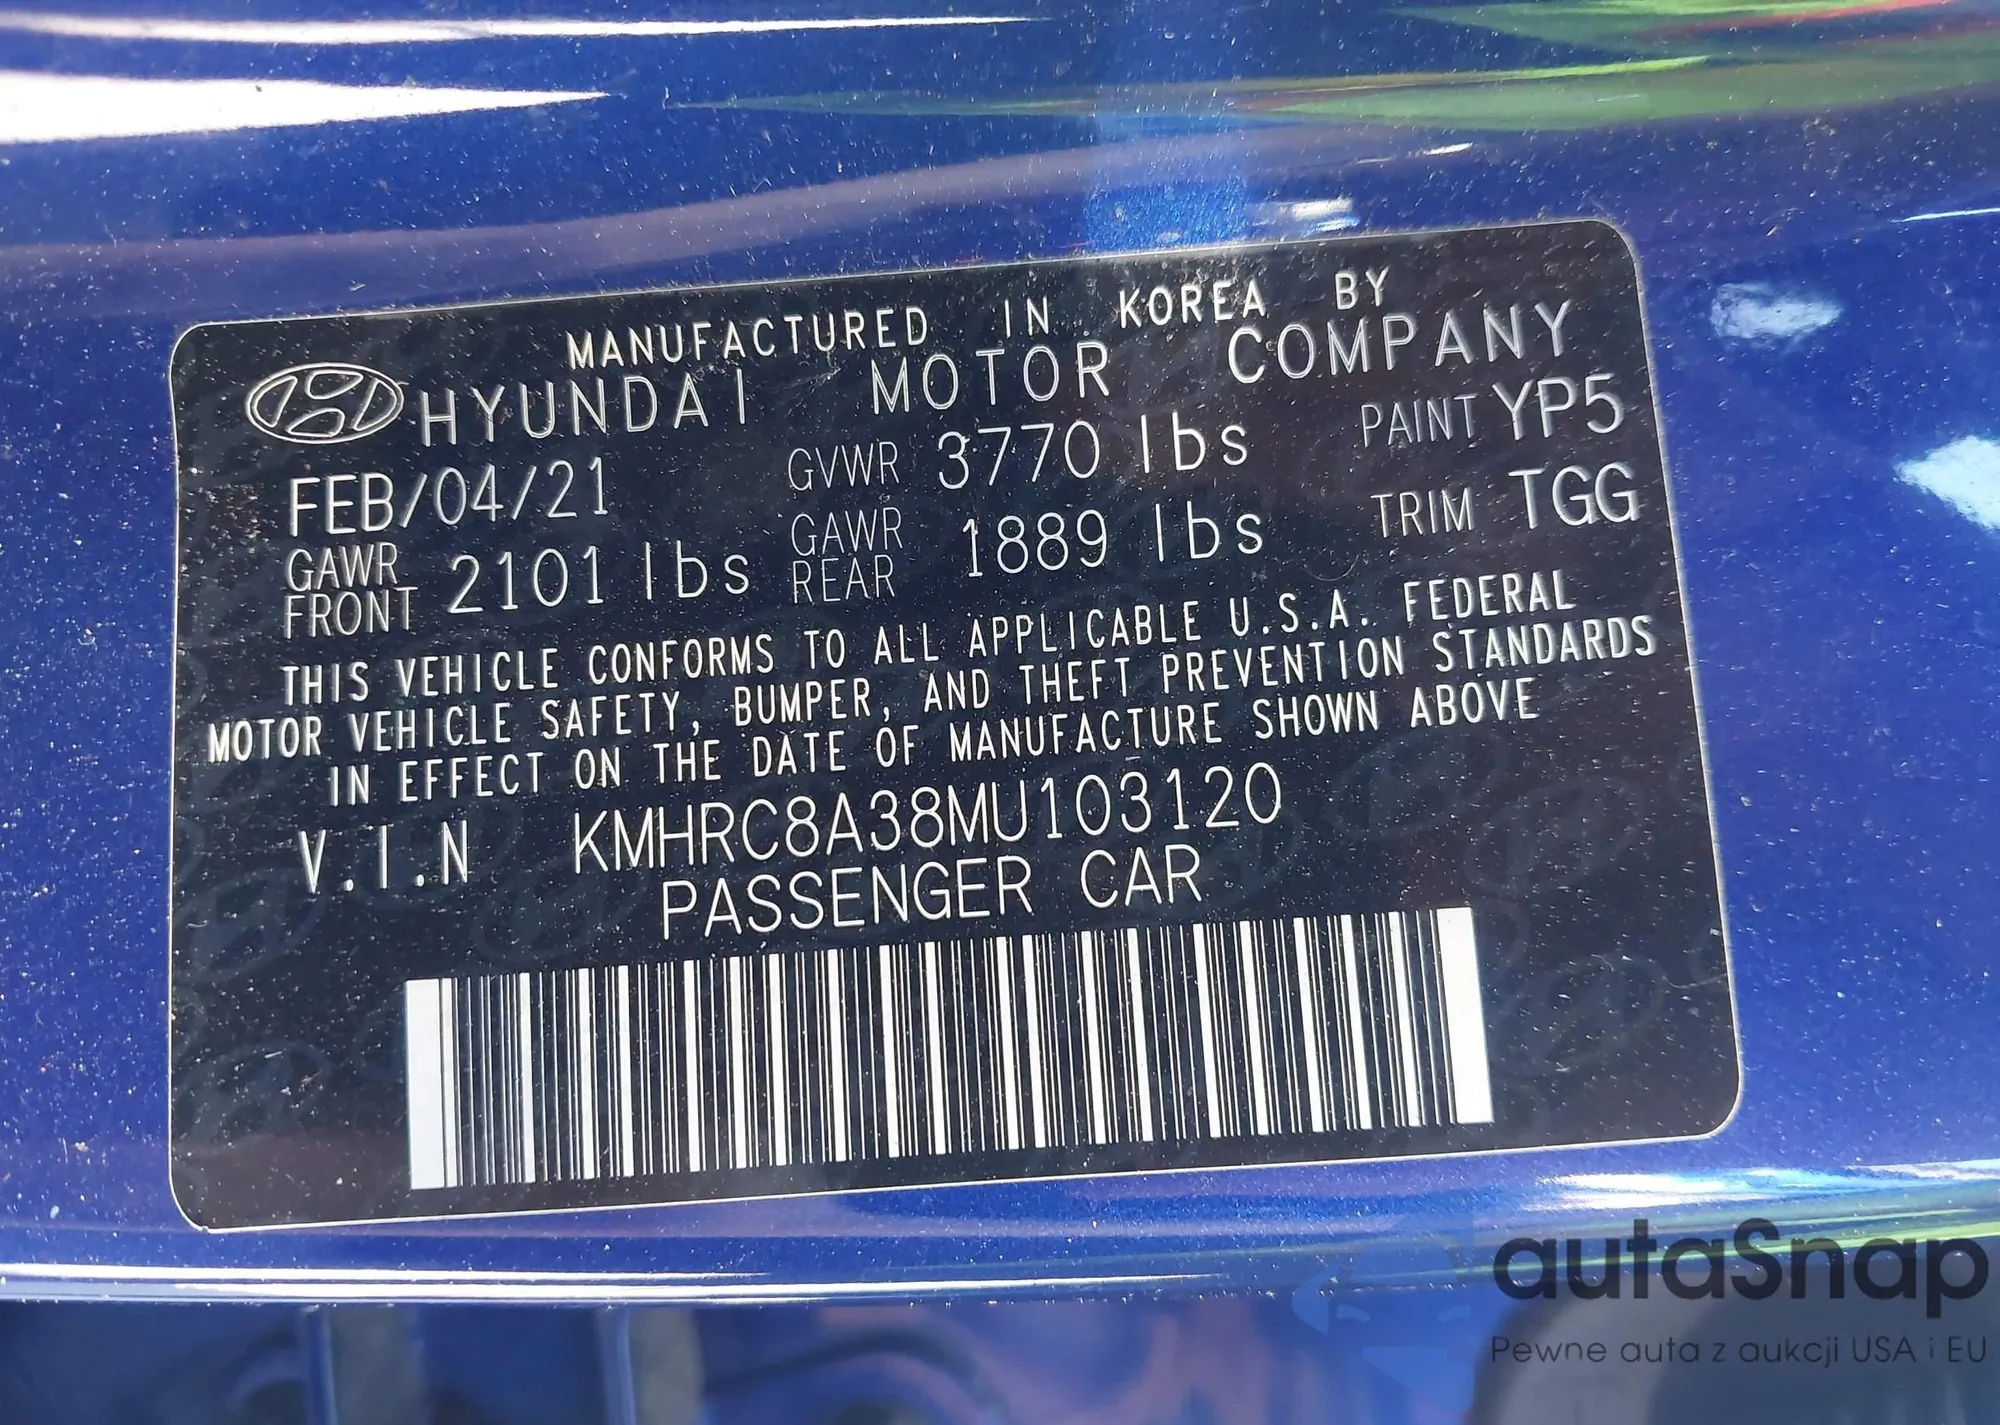 MANUFACTURED IN KOREA BY
HYUNDAI MOTOR COMPANY
FEB/04/21 GVWR 3770 lbs PAINT YP5
GAWR FRONT 2101 lbs GAWR REAR 1889 lbs TRIM TGG
THIS VEHICLE CONFORMS TO ALL APPLICABLE U.S.A. FEDERAL
MOTOR VEHICLE SAFETY, BUMPER, AND THEFT PREVENTION STANDARDS
IN EFFECT ON THE DATE OF MANUFACTURE SHOWN ABOVE
V.I.N KMHRC8A38MU103120
PASSENGER CAR
autaSnap
Pewne auta z aukcji USA i EU